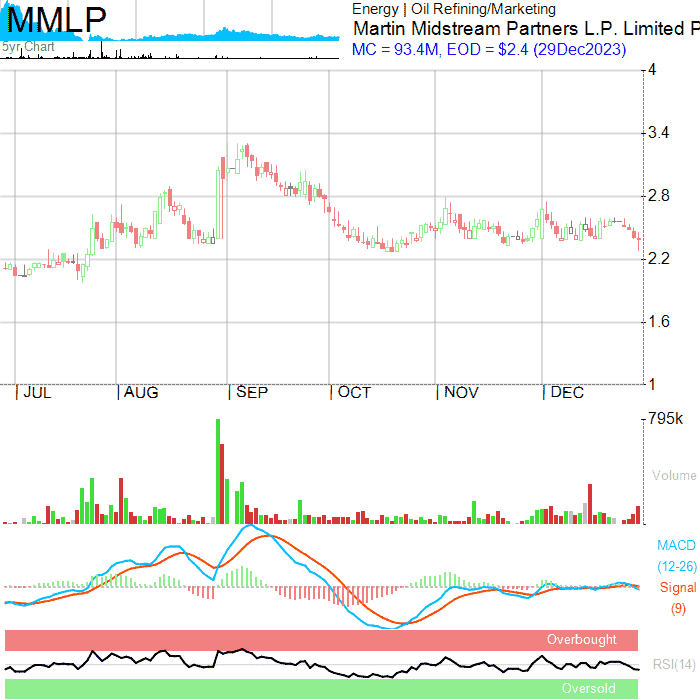 MMLP
5yr Chart
Energy | Oil Refining/Marketing
Martin Midstream Partners L.P. Limited P
MC = 93.4M, EOD = $2.4 (29Dec2023)
4
3.4
2.8
2.2
1.6
1
JUL AUG SEP OCT NOV DEC
795k
Volume
MACD
(12-26)
Signal
(9)
Overbought
RSI(14)
Oversold